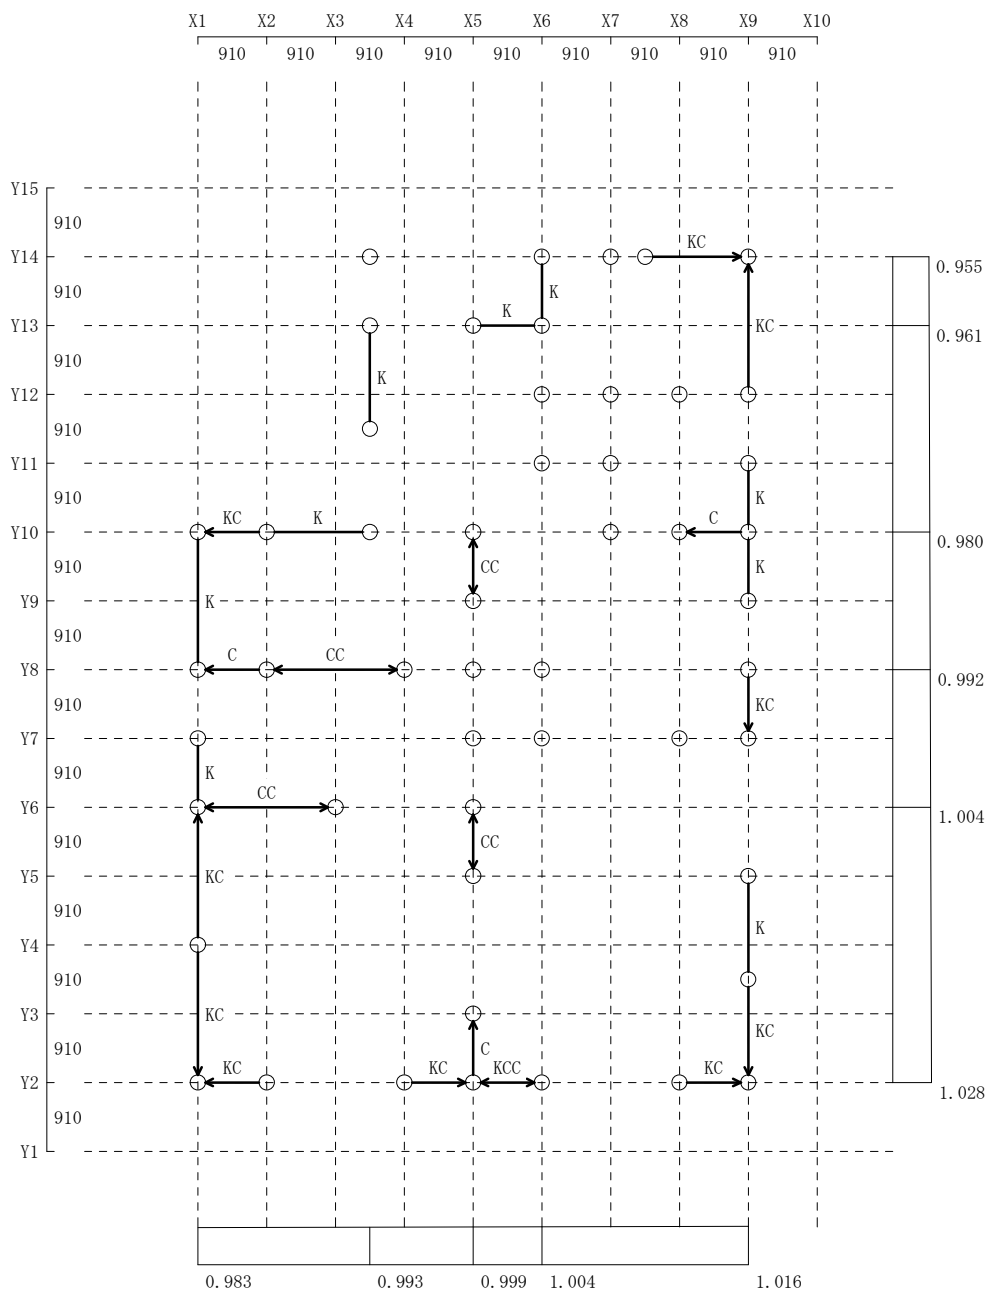 X1 X2 X3 X4 X5 X6 X7 X8 X9 X10
910 910 910 910 910 910 910 910 910
Y15
910
Y14 KC 0.955
910 K
Y13 K KC 0.961
910 K
Y12
910
Y11
910 K
Y10 KC K C 0.980
910 CC K
Y9
910 K
Y8 C CC 0.992
910 KC
Y7
910 K
Y6 CC 1.004
910 CC
Y5 KC
910 K
Y4
910 KC
Y3 KC
910 C
Y2 KC KC KCC KC 1.028
910
Y1
0.983 0.993 0.999 1.004 1.016